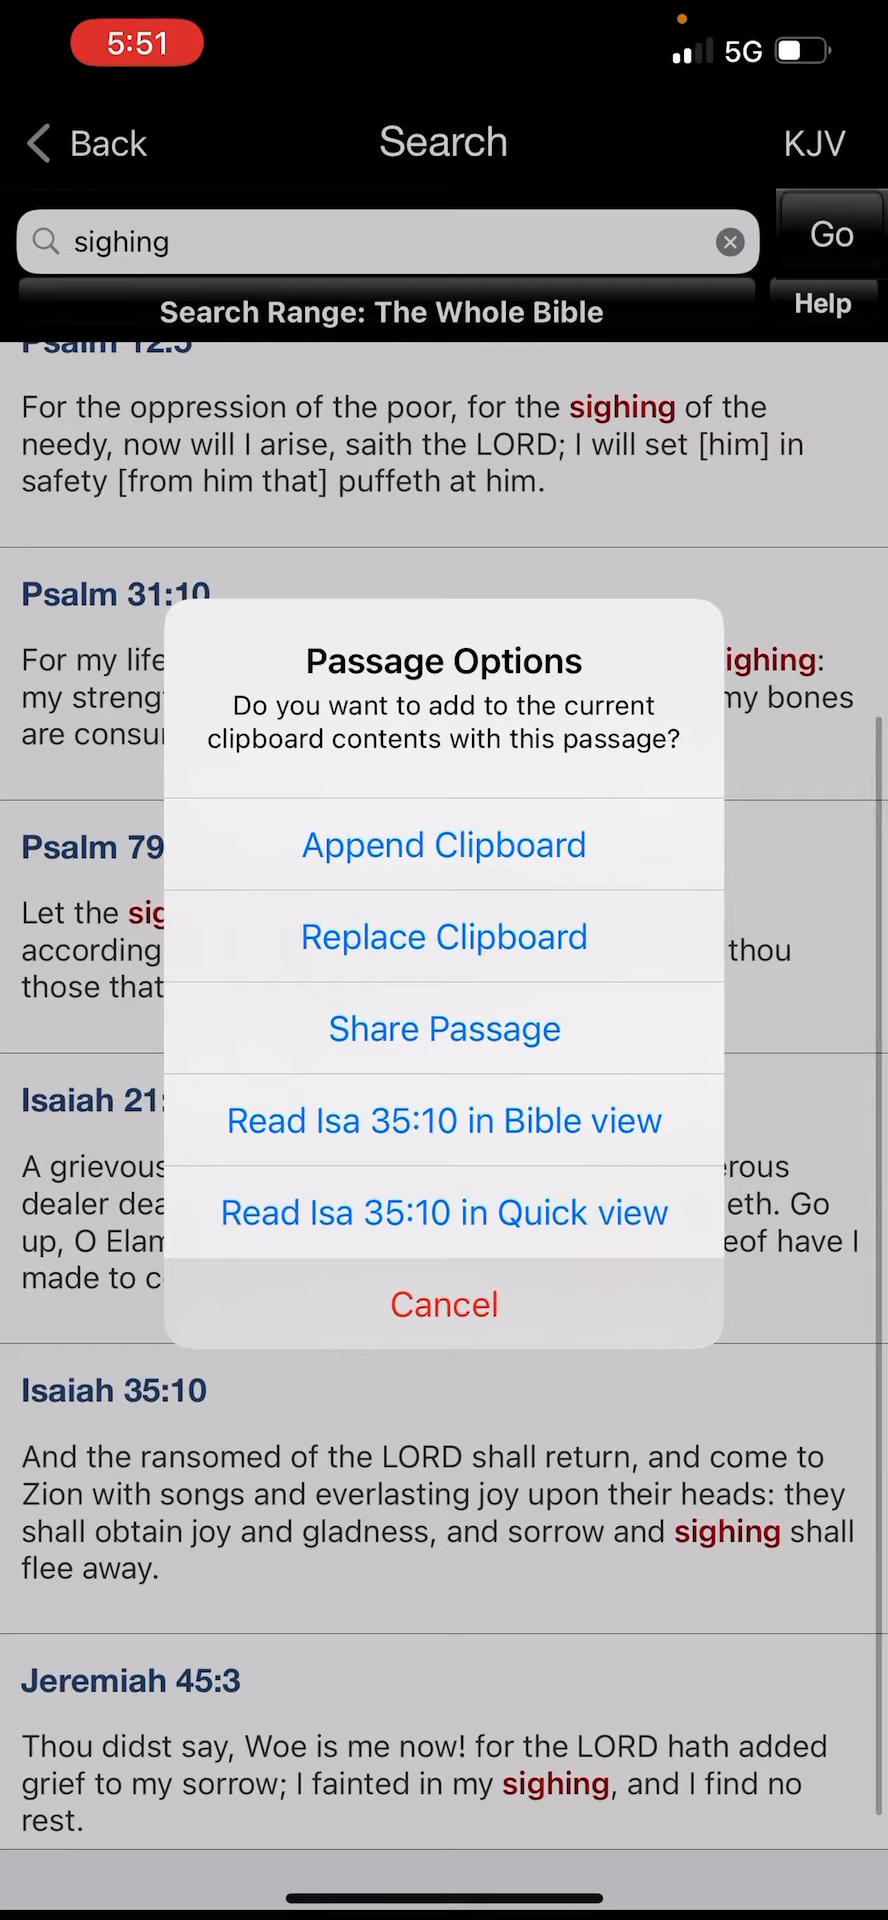 5:51
5G
Back
Search
KJV
sighing
Go
Search Range: The Whole Bible
Help
Psalm 12:5
For the oppression of the poor, for the sighing of the
needy, now will I arise, saith the LORD; I will set [him] in
safety [from him that] puffeth at him.
Psalm 31:10
For my life
ighing:
my streng
my bones
are consu
Psalm 79
Let the sig
according
thou
those that
Isaiah 21:
A grievous
rous
dealer dea
eth. Go
up, O Elam
eof have I
made to c
Passage Options
Do you want to add to the current
clipboard contents with this passage?
Append Clipboard
Replace Clipboard
Share Passage
Read Isa 35:10 in Bible view
Read Isa 35:10 in Quick view
Cancel
Isaiah 35:10
And the ransomed of the LORD shall return, and come to
Zion with songs and everlasting joy upon their heads: they
shall obtain joy and gladness, and sorrow and sighing shall
flee away.
Jeremiah 45:3
Thou didst say, Woe is me now! for the LORD hath added
grief to my sorrow; I fainted in my sighing, and I find no
rest.